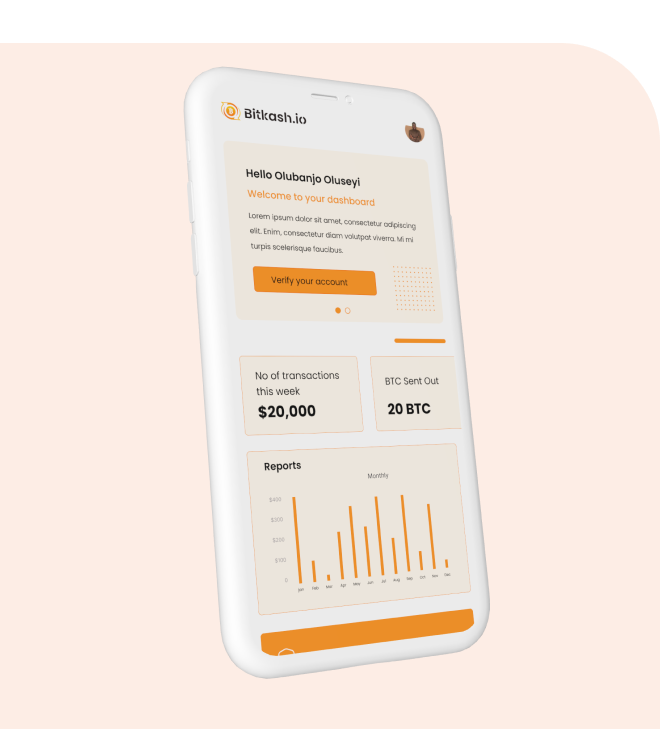 Bitkash.io
Hello Olubanjo Oluseyi
Welcome to your dashboard
Lorem ipsum dolor sit amet, consectetur adipiscing
elit. Enim, consectetur diam volutpat viverra. Mi mi
turpis scelerisque faucibus.
Verify your account
No of transactions
this week
$20,000
BTC Sent Out
20 BTC
Reports
Monthly
$400
$300
$200
$100
0
Jan Feb Mar Apr May Jun Jul Aug Sep Oct Nov